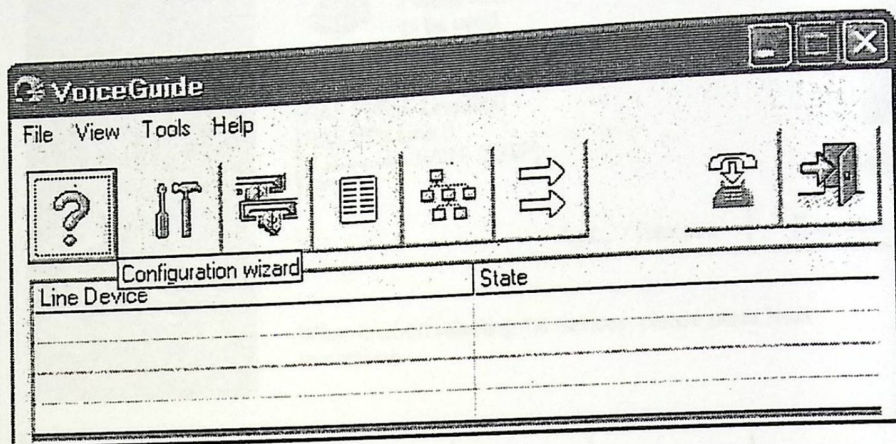 VoiceGuide
File View Tools Help
?
Configuration wizard
Line Device
State